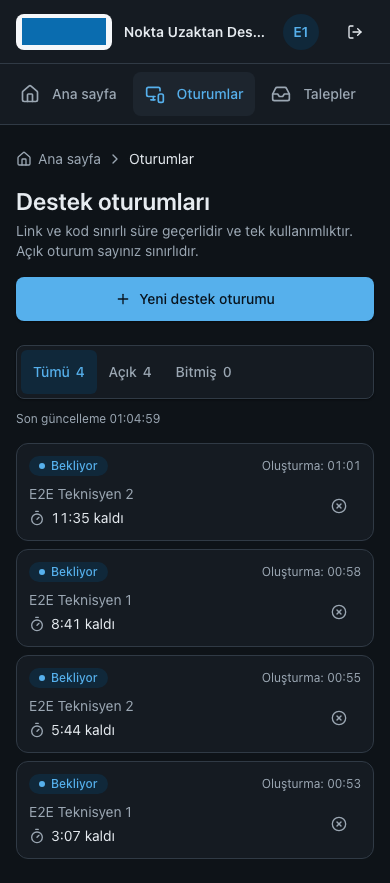 Nokta Uzaktan Des...
E1
Ana sayfa
Oturumlar
Talepler
Ana sayfa > Oturumlar
Destek oturumları
Link ve kod sınırlı süre geçerlidir ve tek kullanımlıktır.
Açık oturum sayınız sınırlıdır.
+ Yeni destek oturumu
Tümü 4
Açık 4
Bitmiş 0
Son güncelleme 01:04:59
Bekliyor
Oluşturma: 01:01
E2E Teknisyen 2
11:35 kaldı
Bekliyor
Oluşturma: 00:58
E2E Teknisyen 1
8:41 kaldı
Bekliyor
Oluşturma: 00:55
E2E Teknisyen 2
5:44 kaldı
Bekliyor
Oluşturma: 00:53
E2E Teknisyen 1
3:07 kaldı